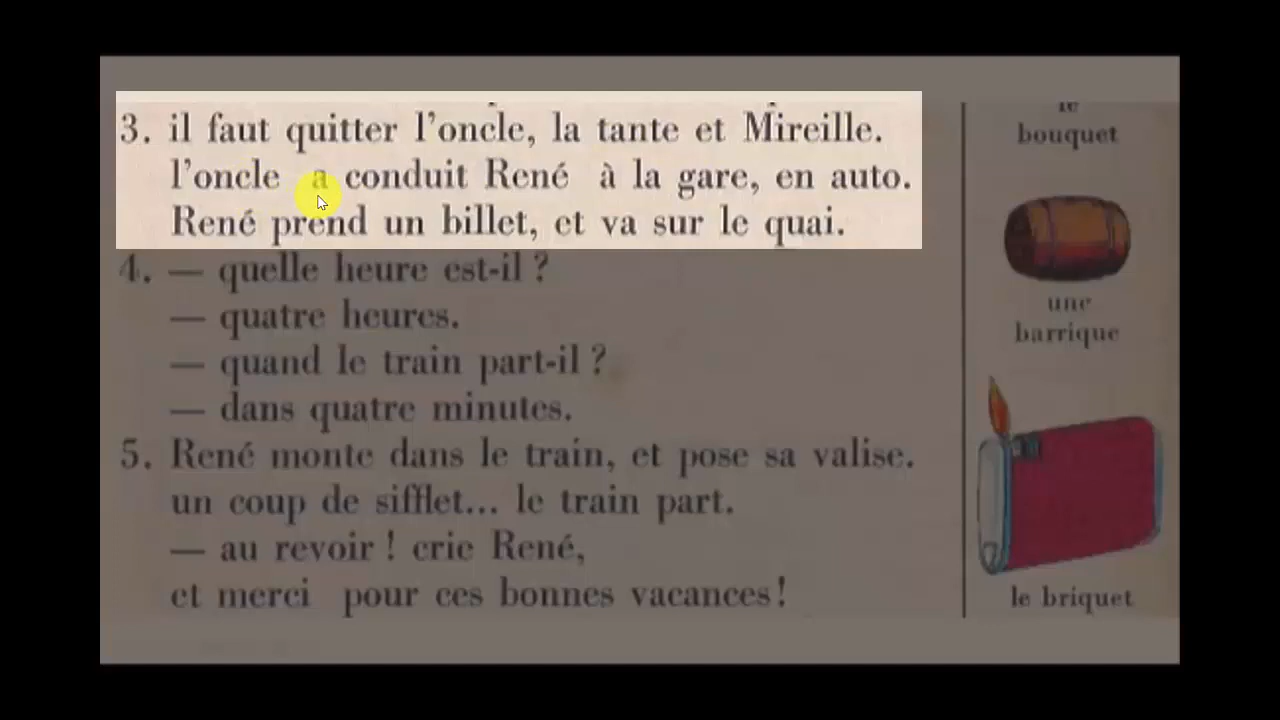 3. il faut quitter l'oncle, la tante et Mireille.
l'oncle a conduit René à la gare, en auto.
René prend un billet, et va sur le quai.
4. — quelle heure est-il ?
— quatre heures.
— quand le train part-il ?
— dans quatre minutes.
5. René monte dans le train, et pose sa valise.
un coup de sifflet... le train part.
— au revoir ! crie René,
et merci pour ces bonnes vacances !
le
bouquet
une
barrique
le briquet